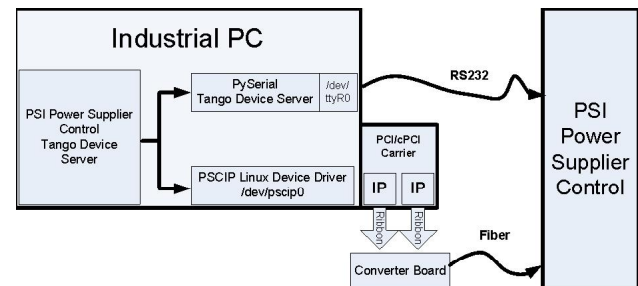 Industrial PC
PSI Power Supplier
Control
Tango Device
Server
PySerial
Tango Device Server
/dev/
ttyR0
PSCIP Linux Device Driver
/dev/pscip0
PCI/cPCI
Carrier
IP
IP
Ribbon
Ribbon
Converter Board
RS232
Fiber
PSI
Power
Supplier
Control